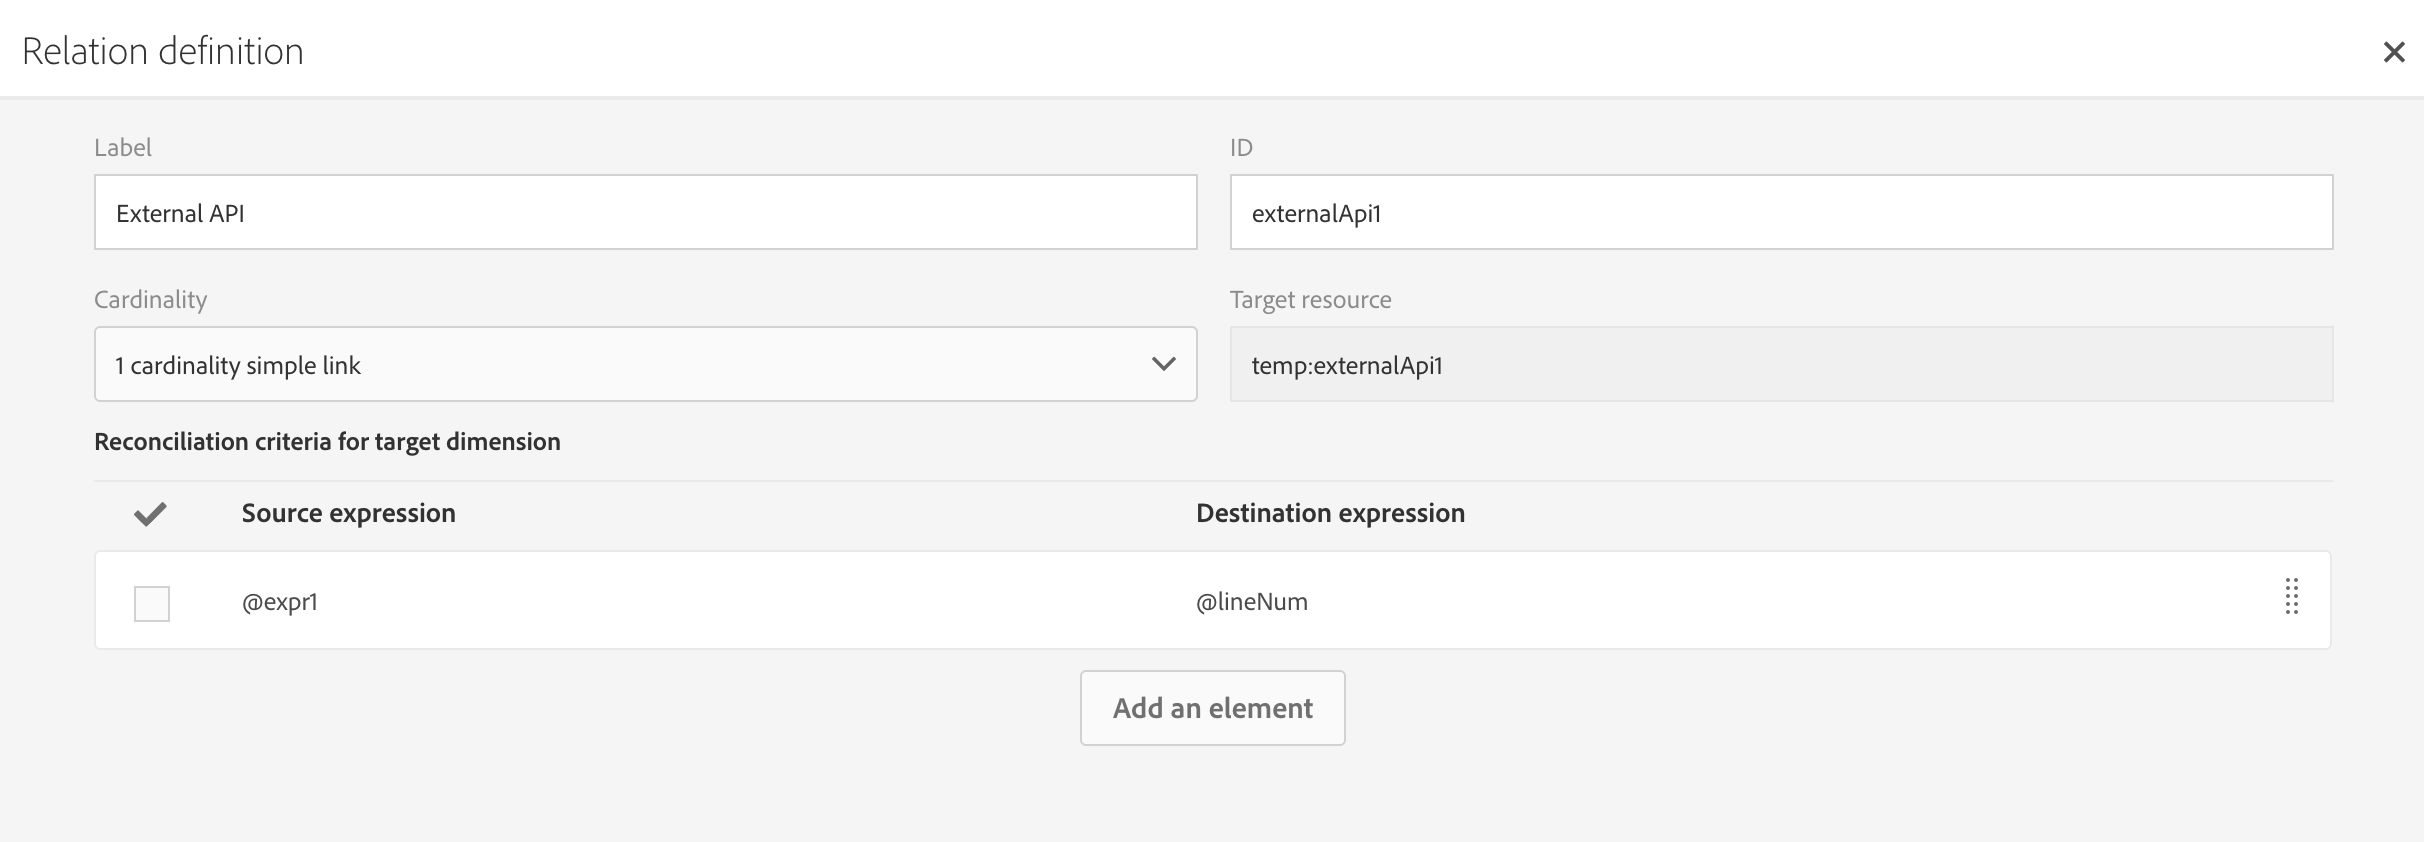 Relation definition
Label
ID
External API
externalApi1
Cardinality
Target resource
1 cardinality simple link
temp:externalApi1
Reconciliation criteria for target dimension
Source expression
Destination expression
@expr1
@lineNum
Add an element